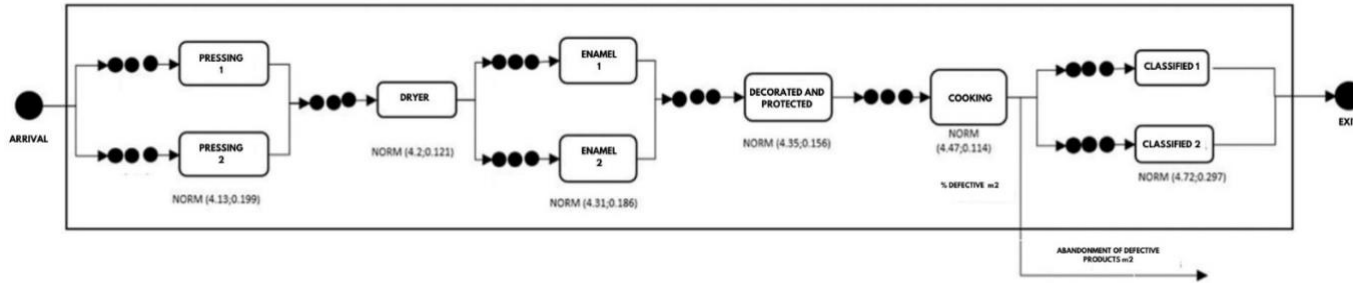 ARRIVAL
PRESSING
1
PRESSING
2
NORM (4.13;0.199)
DRYER
NORM (4.2;0.121)
ENAMEL
1
ENAMEL
2
NORM (4.31;0.186)
DECORATED AND
PROTECTED
NORM (4.35;0.156)
COOKING
NORM
(4.47;0.114)
% DEFECTIVE m2
CLASSIFIED 1
CLASSIFIED 2
NORM (4.72;0.297)
ABANDONMENT OF DEFECTIVE
PRODUCTS m2
EXI